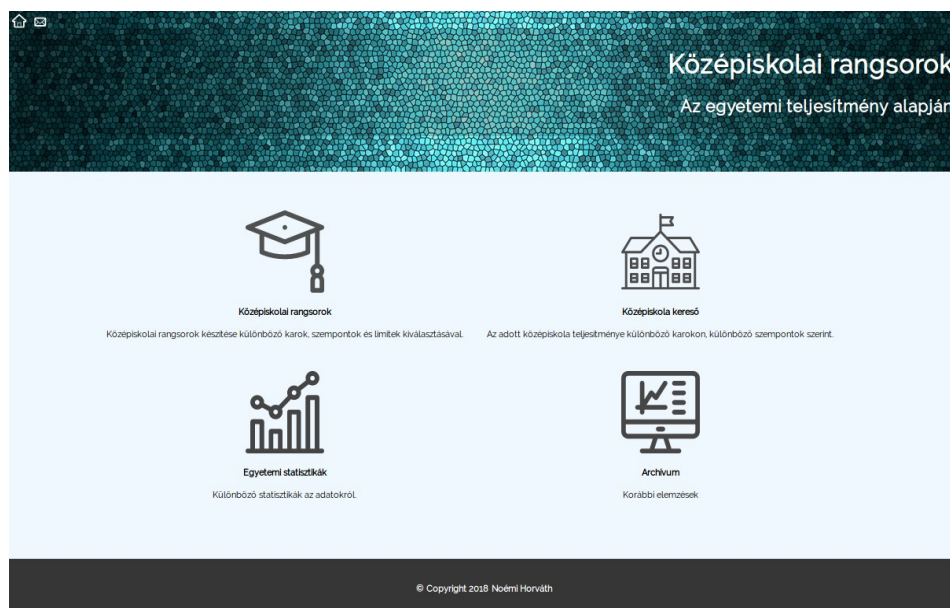 Középiskolai rangsorok
Az egyetemi teljesítmény alapján
Középiskolai rangsorok
Középiskolai rangsorok készítése különböző karok, szempontok és limitek kiválasztásával.
Középiskola kereső
Az adott középiskola teljesítménye különböző karokon, különböző szempontok szerint.
Egyetemi statisztikák
Különböző statisztikák az adatokról.
Archívum
Korábbi elemzések
© Copyright 2018 Noémi Horváth